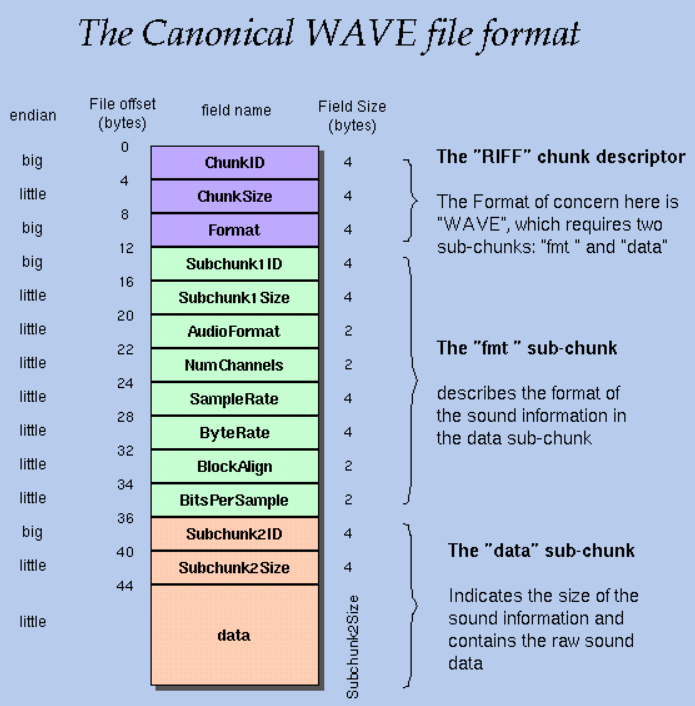 The Canonical WAVE file format
endian
File offset
(bytes)
field name
Field Size
(bytes)
0
big ChunkID 4
4
little ChunkSize 4
8
big Format 4
12
big Subchunk1ID 4
16
little Subchunk1Size 4
20
little AudioFormat 2
22
little NumChannels 2
24
little SampleRate 4
28
little ByteRate 4
32
little BlockAlign 2
34
little BitsPerSample 2
36
big Subchunk2ID 4
40
little Subchunk2Size 4
44
little data Subchunk2Size
The "RIFF" chunk descriptor
The Format of concern here is
"WAVE", which requires two
sub-chunks: "fmt " and "data"
The "fmt " sub-chunk
describes the format of
the sound information in
the data sub-chunk
The "data" sub-chunk
Indicates the size of the
sound information and
contains the raw sound
data